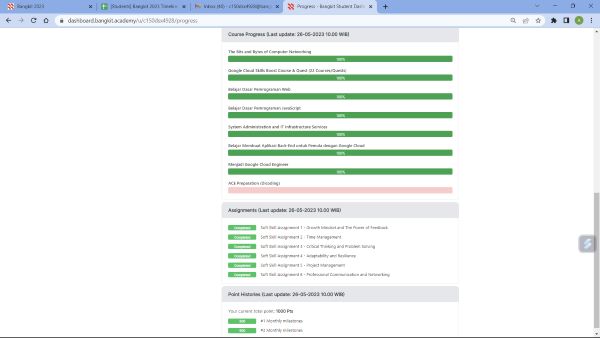 Bangkit 2023
[Students] Bangkit 2023 Timeline
Inbox (40) - c150dsx4928@ban
Progress - Bangkit Student Dash
dashboard.bangkit.academy/u/c150dsx4928/progress
Course Progress (Last update: 26-05-2023 10.00 WIB)
The Bits and Bytes of Computer Networking
100%
Google Cloud Skills Boost Course & Quest (23 Courses/Quests)
100%
Belajar Dasar Pemrograman Web
100%
Belajar Dasar Pemrograman JavaScript
100%
System Administration and IT Infrastructure Services
100%
Belajar Membuat Aplikasi Back-End untuk Pemula dengan Google Cloud
100%
Menjadi Google Cloud Engineer
100%
ACE Preparation (Dicoding)
Assignments (Last update: 26-05-2023 10.00 WIB)
Completed Soft Skill Assignment 1 - Growth Mindset and The Power of Feedback
Completed Soft Skill Assignment 2 - Time Management
Completed Soft Skill Assignment 3 - Critical Thinking and Problem Solving
Completed Soft Skill Assignment 4 - Adaptability and Resilience
Completed Soft Skill Assignment 5 - Project Management
Completed Soft Skill Assignment 6 - Professional Communication and Networking
Point Histories (Last update: 26-05-2023 10.00 WIB)
Your current total point: 1000 Pts
500 #1 Monthly milestones
500 #2 Monthly milestones